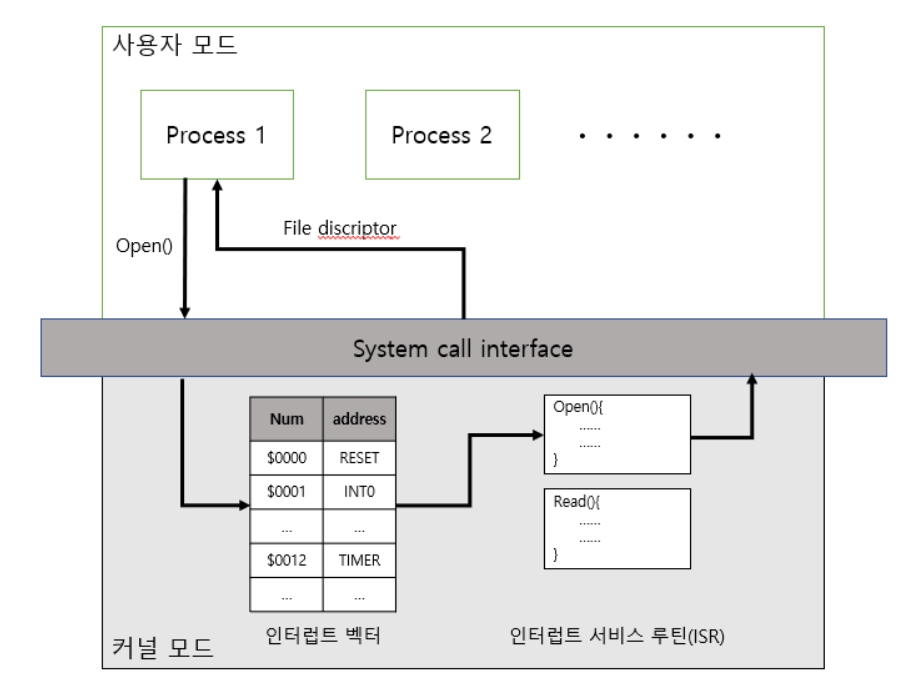 사용자 모드
Process 1
Process 2
· · · · · ·
File discriptor
Open()
System call interface
Num address
$0000 RESET
$0001 INT0
... ...
$0012 TIMER
... ...
Open(){
......
......
}
Read(){
......
......
}
인터럽트 벡터
인터럽트 서비스 루틴(ISR)
커널 모드